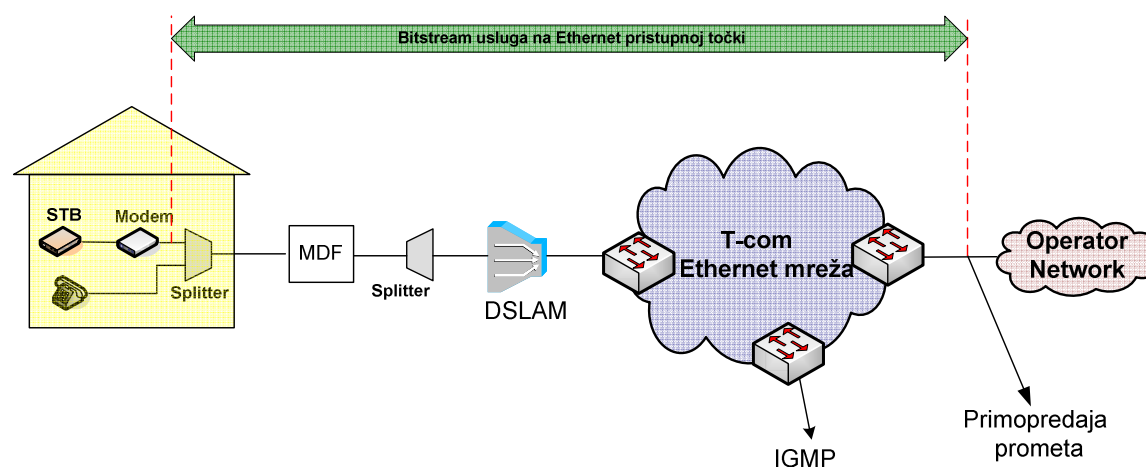 Bitstream usluga na Ethernet pristupnoj točki
STB
Modem
Splitter
MDF
Splitter
DSLAM
T-com
Ethernet mreža
Operator
Network
IGMP
Primopredaja
prometa